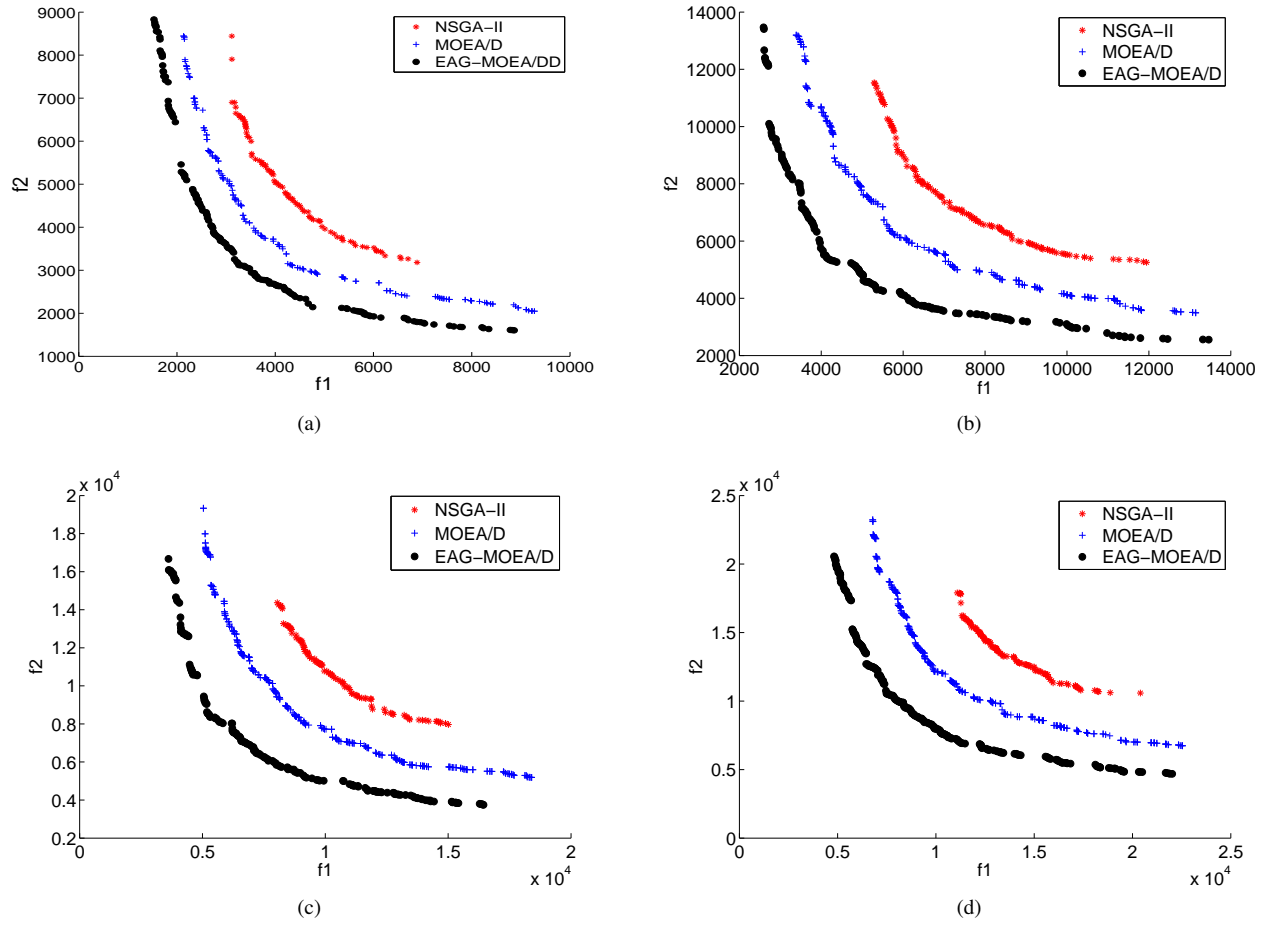 9000
8000
7000
6000
5000
4000
3000
2000
1000
f2
2000 4000 6000 8000 10000
f1
NSGA−II
MOEA/D
EAG−MOEA/DD
(a)
14000
12000
10000
8000
6000
4000
2000
f2
2000 4000 6000 8000 10000 12000 14000
f1
NSGA−II
MOEA/D
EAG−MOEA/D
(b)
x 10^4
2
1.8
1.6
1.4
1.2
1
0.8
0.6
0.4
0.2
f2
0 0.5 1 1.5 2
f1
x 10^4
NSGA−II
MOEA/D
EAG−MOEA/D
(c)
x 10^4
2.5
2
1.5
1
0.5
0
f2
0 0.5 1 1.5 2 2.5
f1
x 10^4
NSGA−II
MOEA/D
EAG−MOEA/D
(d)